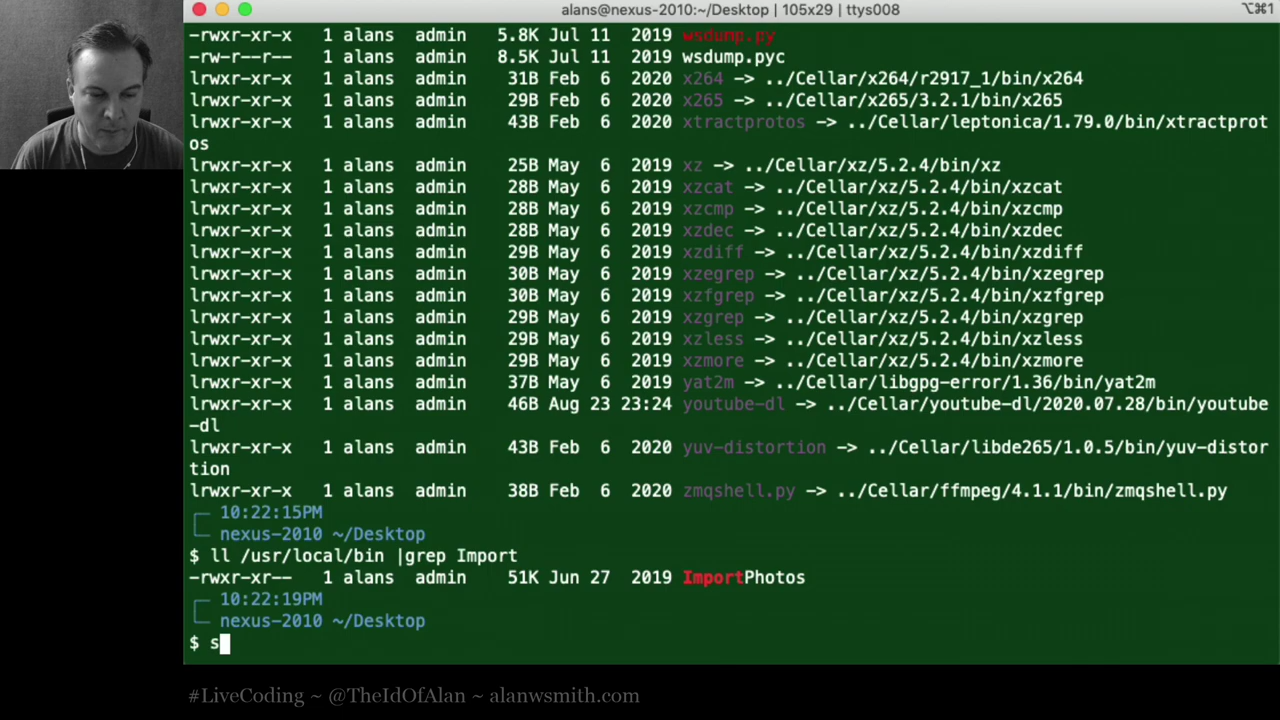 alans@nexus-2010:~/Desktop | 105x29 | ttys008
⌥⌘1
-rwxr-xr-x   1 alans  admin   5.8K Jul 11  2019 wsdump.py
-rw-r--r--   1 alans  admin   8.5K Jul 11  2019 wsdump.pyc
lrwxr-xr-x   1 alans  admin    31B Feb  6  2020 x264 -> ../Cellar/x264/r2917_1/bin/x264
lrwxr-xr-x   1 alans  admin    29B Feb  6  2020 x265 -> ../Cellar/x265/3.2.1/bin/x265
lrwxr-xr-x   1 alans  admin    43B Feb  6  2020 xtractprotos -> ../Cellar/leptonica/1.79.0/bin/xtractprot
os
lrwxr-xr-x   1 alans  admin    25B May  6  2019 xz -> ../Cellar/xz/5.2.4/bin/xz
lrwxr-xr-x   1 alans  admin    28B May  6  2019 xzcat -> ../Cellar/xz/5.2.4/bin/xzcat
lrwxr-xr-x   1 alans  admin    28B May  6  2019 xzcmp -> ../Cellar/xz/5.2.4/bin/xzcmp
lrwxr-xr-x   1 alans  admin    28B May  6  2019 xzdec -> ../Cellar/xz/5.2.4/bin/xzdec
lrwxr-xr-x   1 alans  admin    29B May  6  2019 xzdiff -> ../Cellar/xz/5.2.4/bin/xzdiff
lrwxr-xr-x   1 alans  admin    30B May  6  2019 xzegrep -> ../Cellar/xz/5.2.4/bin/xzegrep
lrwxr-xr-x   1 alans  admin    30B May  6  2019 xzfgrep -> ../Cellar/xz/5.2.4/bin/xzfgrep
lrwxr-xr-x   1 alans  admin    29B May  6  2019 xzgrep -> ../Cellar/xz/5.2.4/bin/xzgrep
lrwxr-xr-x   1 alans  admin    29B May  6  2019 xzless -> ../Cellar/xz/5.2.4/bin/xzless
lrwxr-xr-x   1 alans  admin    29B May  6  2019 xzmore -> ../Cellar/xz/5.2.4/bin/xzmore
lrwxr-xr-x   1 alans  admin    37B May  6  2019 yat2m -> ../Cellar/libgpg-error/1.36/bin/yat2m
lrwxr-xr-x   1 alans  admin    46B Aug 23 23:24 youtube-dl -> ../Cellar/youtube-dl/2020.07.28/bin/youtube
-dl
lrwxr-xr-x   1 alans  admin    43B Feb  6  2020 yuv-distortion -> ../Cellar/libde265/1.0.5/bin/yuv-distor
tion
lrwxr-xr-x   1 alans  admin    38B Feb  6  2020 zmqshell.py -> ../Cellar/ffmpeg/4.1.1/bin/zmqshell.py
10:22:15PM
nexus-2010 ~/Desktop
$ ll /usr/local/bin |grep Import
-rwxr-xr--   1 alans  admin    51K Jun 27  2019 ImportPhotos
10:22:19PM
nexus-2010 ~/Desktop
$ s
#LiveCoding ~ @TheIdOfAlan ~ alanwsmith.com